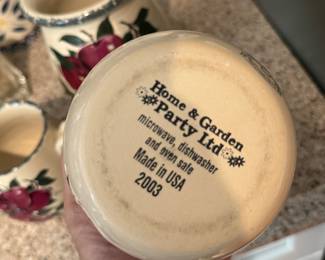 Home & Garden
Party Ltd
microwave, dishwasher
and oven safe
Made in USA
2003